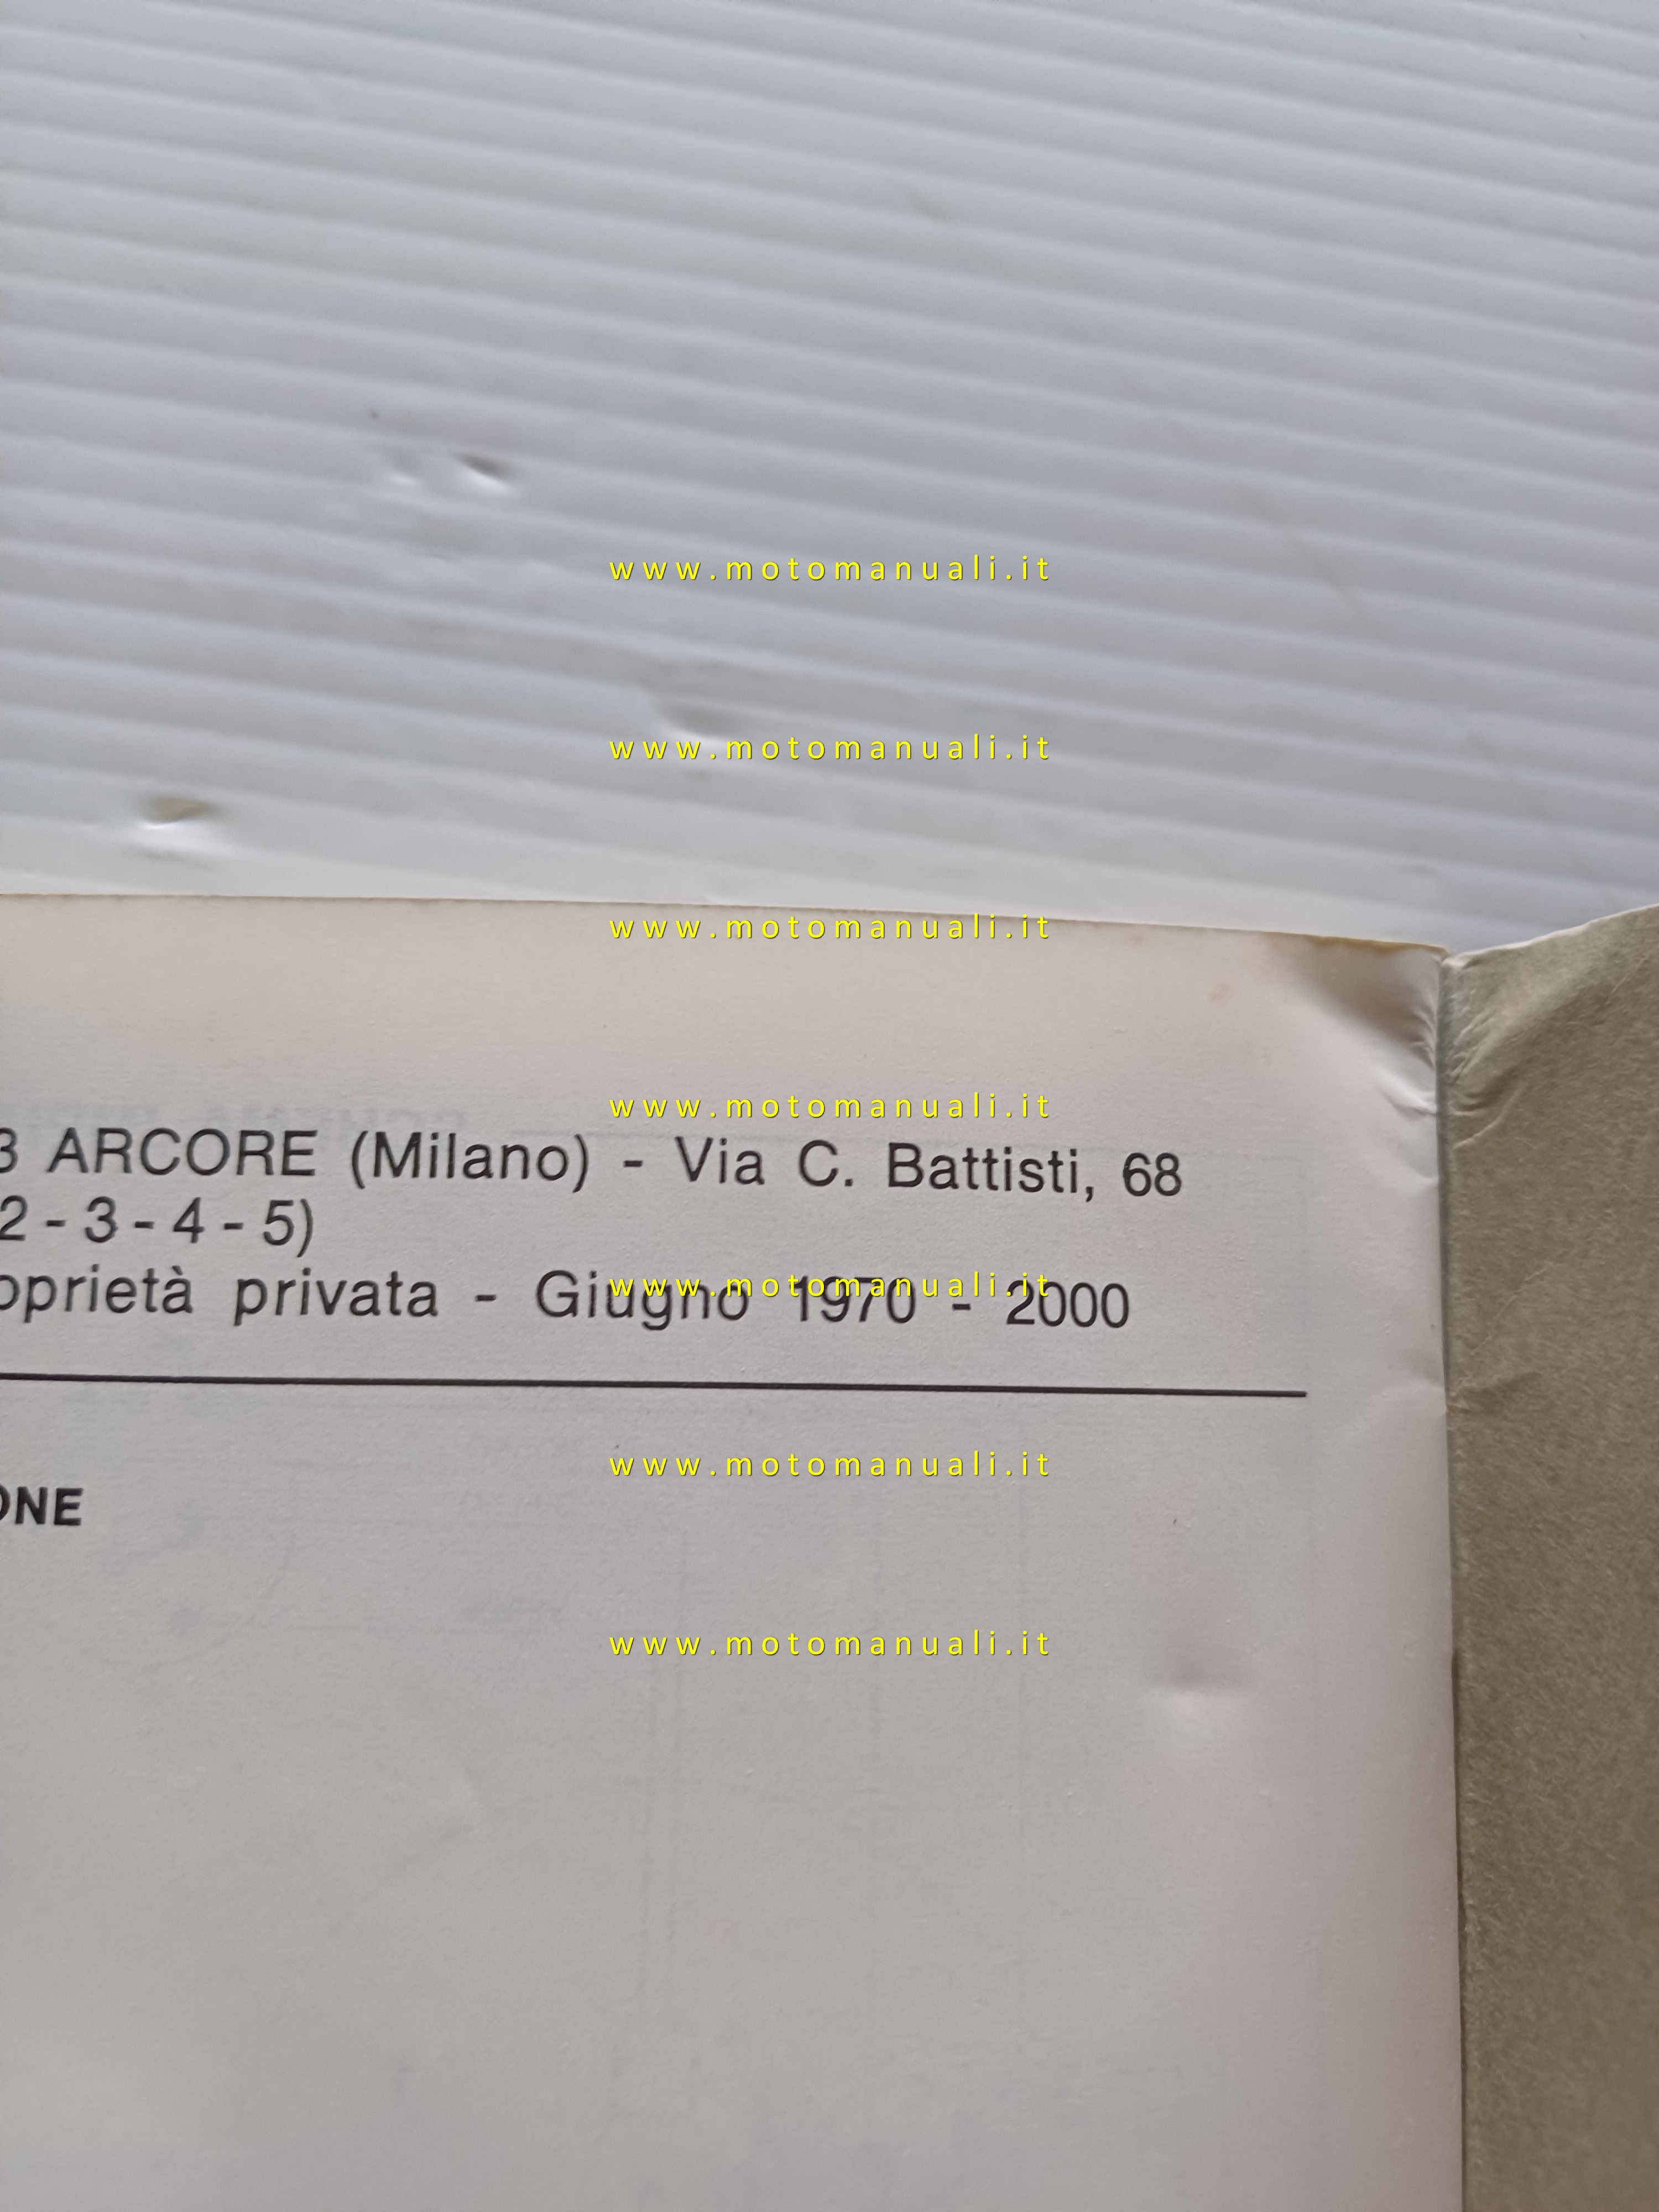 www.motomanuali.it
www.motomanuali.it
www.motomanuali.it
www.motomanuali.it
3 ARCORE (Milano) - Via C. Battisti, 68
2 - 3 - 4 - 5)
oprietà privata - Giugno 1970 - 2000
www.motomanuali.it
www.motomanuali.it
ONE
www.motomanuali.it